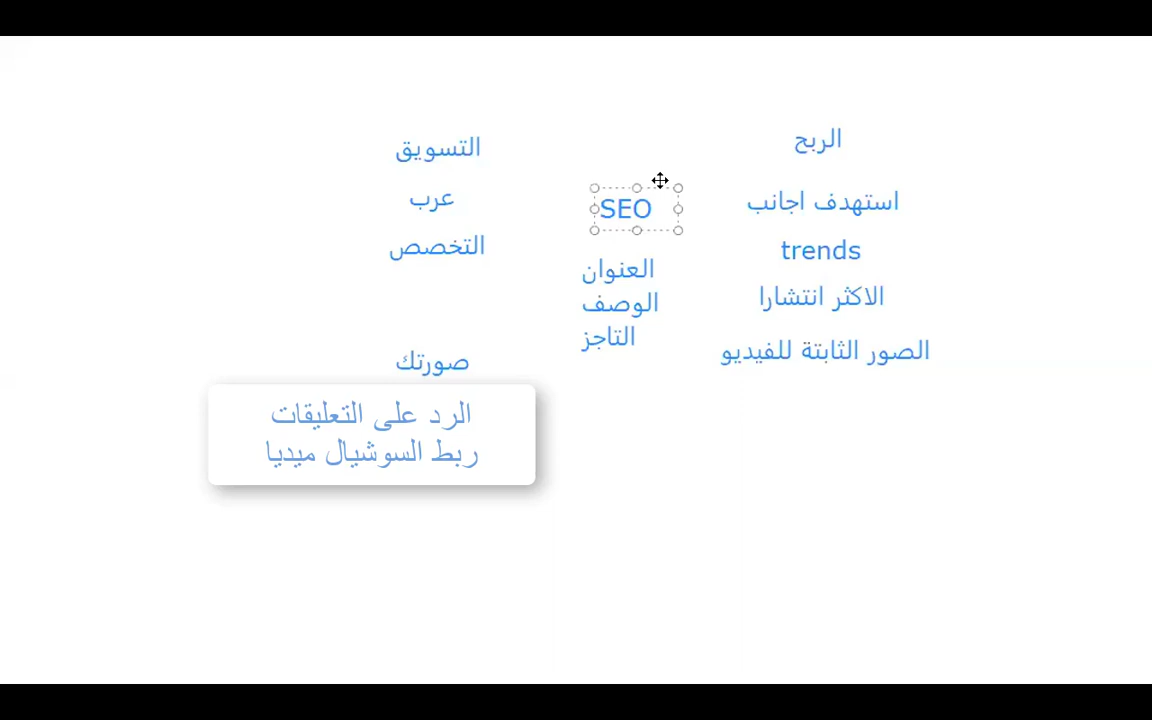 الربح
استهدف اجانب
trends
الاكثر انتشارا
الصور الثابتة للفيديو
SEO
العنوان
الوصف
التاجز
التسويق
عرب
التخصص
صورتك
الرد على التعليقات
ربط السوشيال ميديا